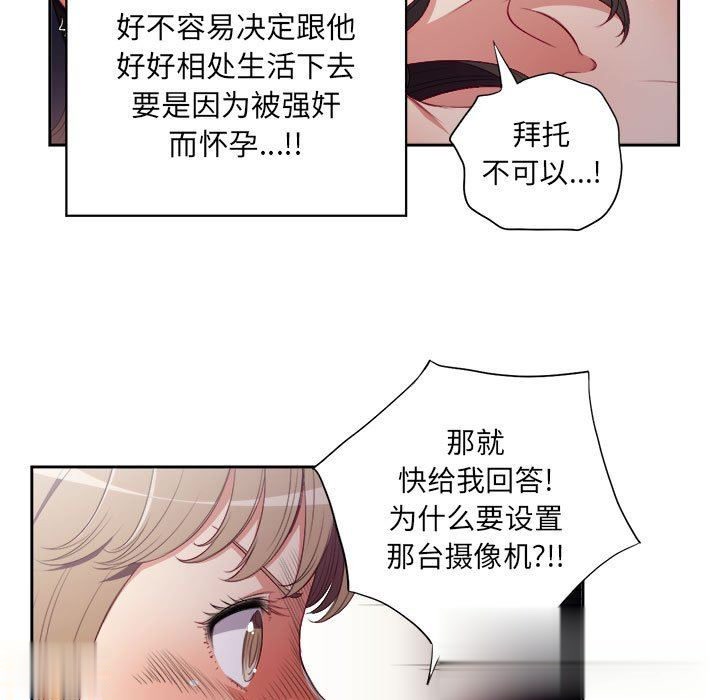 好不容易决定跟他
好好相处生活下去
要是因为被强奸
而怀孕...!!
拜托
不可以...!
那就
快给我回答!
为什么要设置
那台摄像机?!!